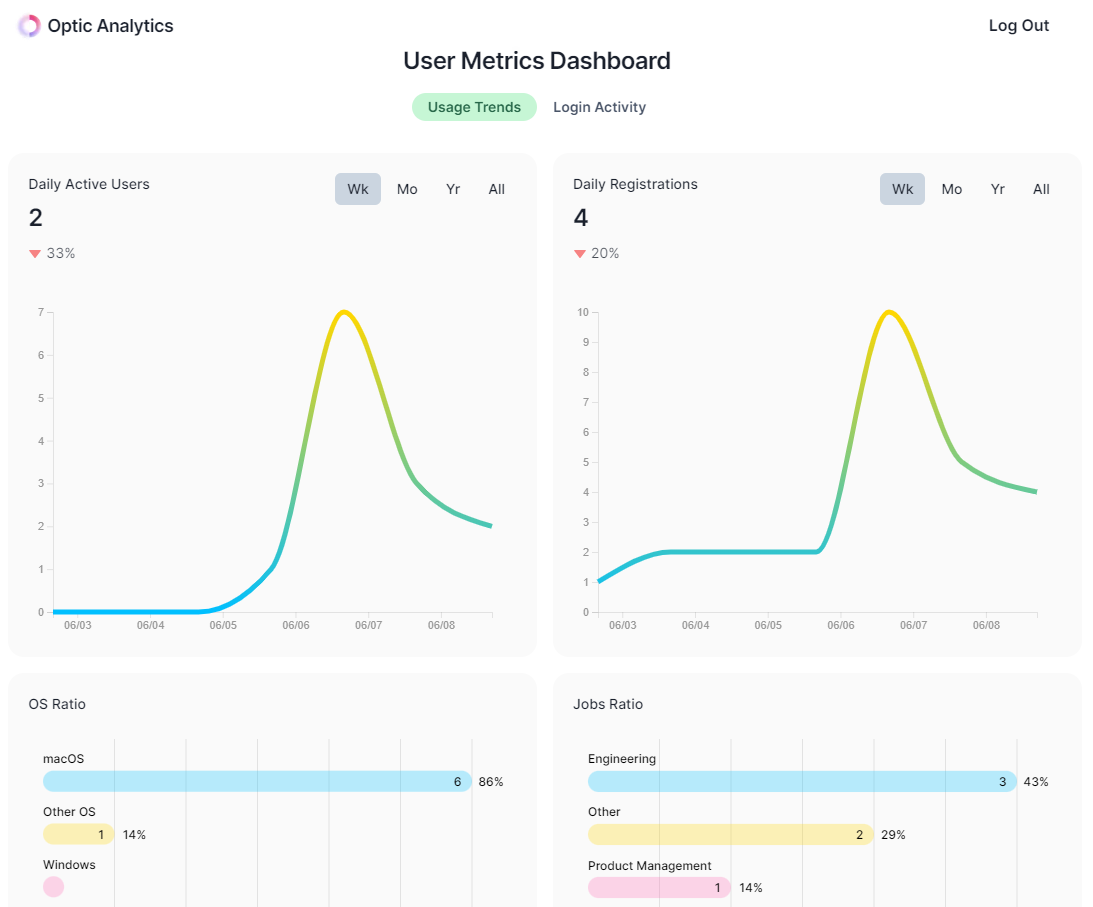 Optic Analytics
Log Out
User Metrics Dashboard
Usage Trends
Login Activity
Daily Active Users
Wk Mo Yr All
2
33%
7
6
5
4
3
2
1
0
06/03 06/04 06/05 06/06 06/07 06/08
Daily Registrations
Wk Mo Yr All
4
20%
10
9
8
7
6
5
4
3
2
1
0
06/03 06/04 06/05 06/06 06/07 06/08
OS Ratio
macOS
6 86%
Other OS
1 14%
Windows
Jobs Ratio
Engineering
3 43%
Other
2 29%
Product Management
1 14%